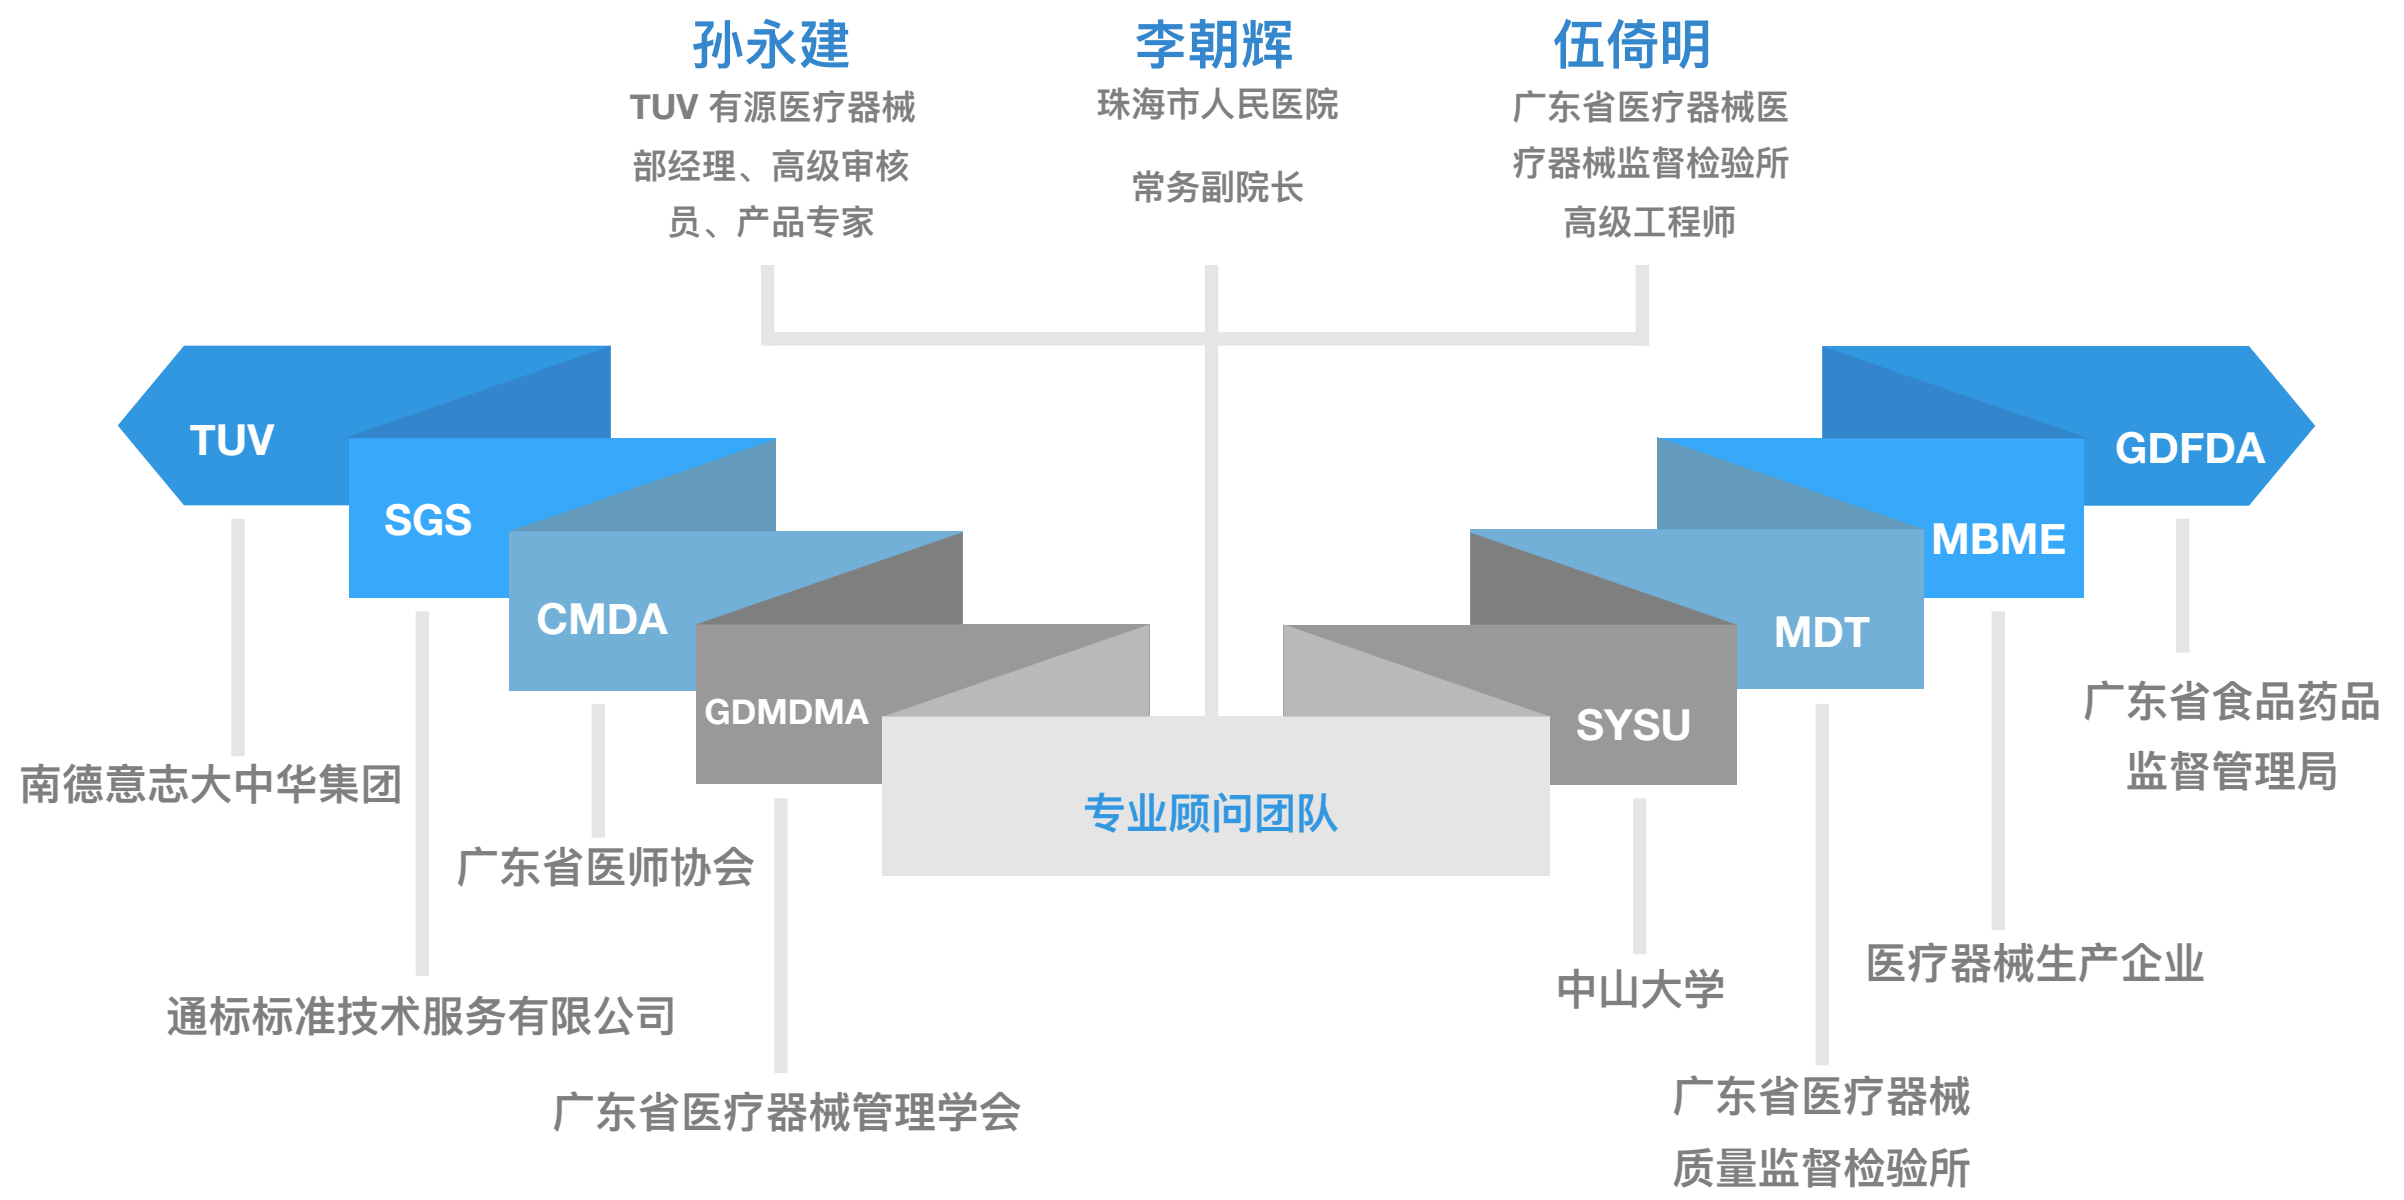 孙永建
TUV 有源医疗器械
部经理、高级审核
员、产品专家
李朝辉
珠海市人民医院
常务副院长
伍倚明
广东省医疗器械医
疗器械监督检验所
高级工程师
TUV
SGS
CMDA
GDMDMA
专业顾问团队
SYSU
MDT
MBME
GDFDA
南德意志大中华集团
通标标准技术服务有限公司
广东省医师协会
广东省医疗器械管理学会
中山大学
广东省医疗器械
质量监督检验所
医疗器械生产企业
广东省食品药品
监督管理局